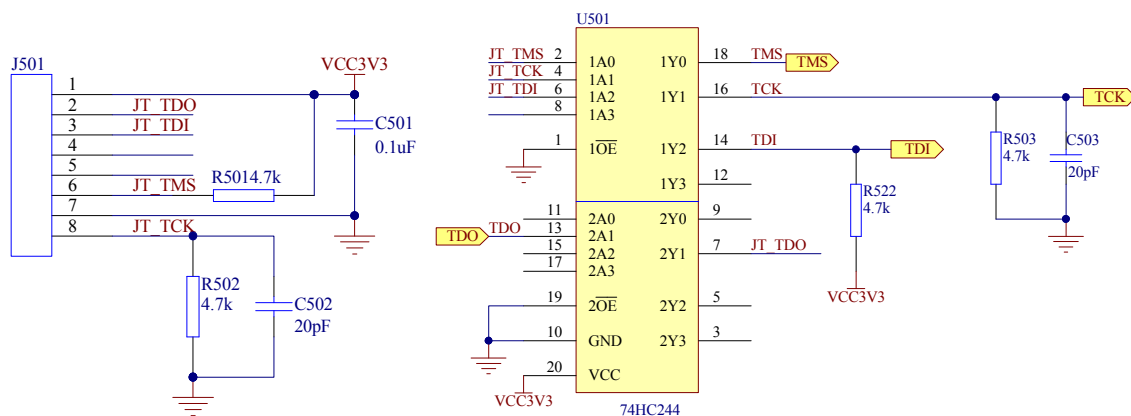 J501
1
2 JT_TDO
3 JT_TDI
4
5
6 JT_TMS R5014.7k
7
8 JT_TCK
VCC3V3
C501
0.1uF
R502
4.7k
C502
20pF
U501
JT_TMS 2 1A0 1Y0 18 TMS TMS
JT_TCK 4 1A1 1Y1 16 TCK TCK
JT_TDI 6 1A2
8 1A3
1 1OE 1Y2 14 TDI TDI
1Y3 12
11 2A0 2Y0 9
TDO TDO 13 2A1
15 2A2 2Y1 7 JT_TDO
17 2A3
19 2OE 2Y2 5
10 GND 2Y3 3
20 VCC
VCC3V3
74HC244
R503
4.7k
C503
20pF
R522
4.7k
VCC3V3